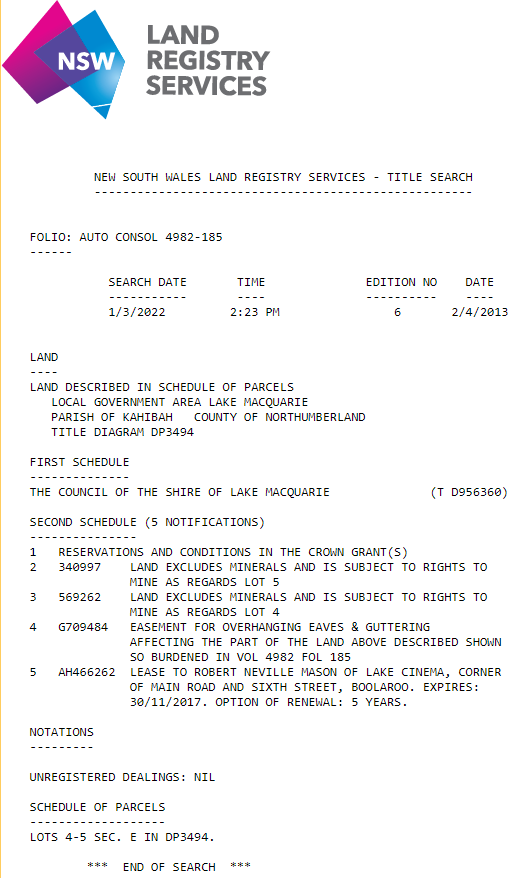 NSW
LAND
REGISTRY
SERVICES
NEW SOUTH WALES LAND REGISTRY SERVICES - TITLE SEARCH
-----------------------------------------------------
FOLIO: AUTO CONSOL 4982-185
------
SEARCH DATE TIME EDITION NO DATE
----------- ---- ---------- ----
1/3/2022 2:23 PM 6 2/4/2013
LAND
----
LAND DESCRIBED IN SCHEDULE OF PARCELS
LOCAL GOVERNMENT AREA LAKE MACQUARIE
PARISH OF KAHIBAH COUNTY OF NORTHUMBERLAND
TITLE DIAGRAM DP3494
FIRST SCHEDULE
--------------
THE COUNCIL OF THE SHIRE OF LAKE MACQUARIE (T D956360)
SECOND SCHEDULE (5 NOTIFICATIONS)
---------------
1 RESERVATIONS AND CONDITIONS IN THE CROWN GRANT(S)
2 340997 LAND EXCLUDES MINERALS AND IS SUBJECT TO RIGHTS TO
MINE AS REGARDS LOT 5
3 569262 LAND EXCLUDES MINERALS AND IS SUBJECT TO RIGHTS TO
MINE AS REGARDS LOT 4
4 G709484 EASEMENT FOR OVERHANGING EAVES & GUTTERING
AFFECTING THE PART OF THE LAND ABOVE DESCRIBED SHOWN
SO BURDENED IN VOL 4982 FOL 185
5 AH466262 LEASE TO ROBERT NEVILLE MASON OF LAKE CINEMA, CORNER
OF MAIN ROAD AND SIXTH STREET, BOOLAROO. EXPIRES:
30/11/2017. OPTION OF RENEWAL: 5 YEARS.
NOTATIONS
---------
UNREGISTERED DEALINGS: NIL
SCHEDULE OF PARCELS
-------------------
LOTS 4-5 SEC. E IN DP3494.
*** END OF SEARCH ***